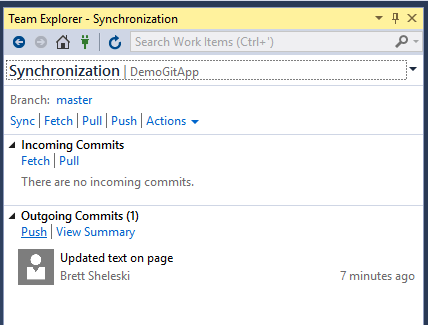 Team Explorer - Synchronization
Search Work Items (Ctrl+')
Synchronization | DemoGitApp
Branch: master
Sync | Fetch | Pull | Push | Actions
Incoming Commits
Fetch | Pull
There are no incoming commits.
Outgoing Commits (1)
Push | View Summary
Updated text on page
Brett Sheleski 7 minutes ago